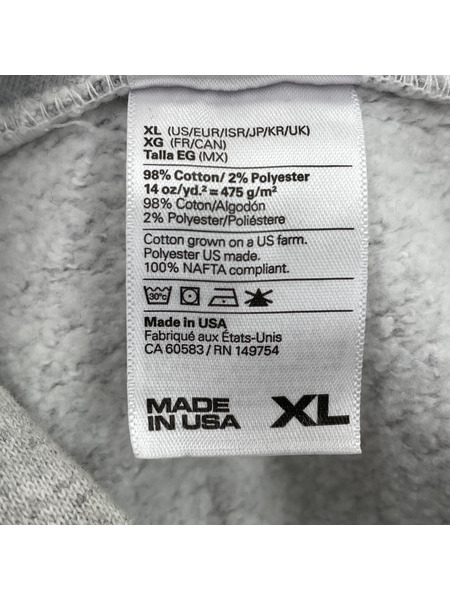 XL (US/EUR/ISR/JP/KR/UK)
XG (FR/CAN)
Talla EG (MX)
98% Cotton/ 2% Polyester
14 oz/yd.² = 475 g/m²
98% Coton/Algodón
2% Polyester/Poliéstere
Cotton grown on a US farm.
Polyester US made.
100% NAFTA compliant.
30°C
Made in USA
Fabriqué aux États-Unis
CA 60583 / RN 149754
MADE
IN USA
XL